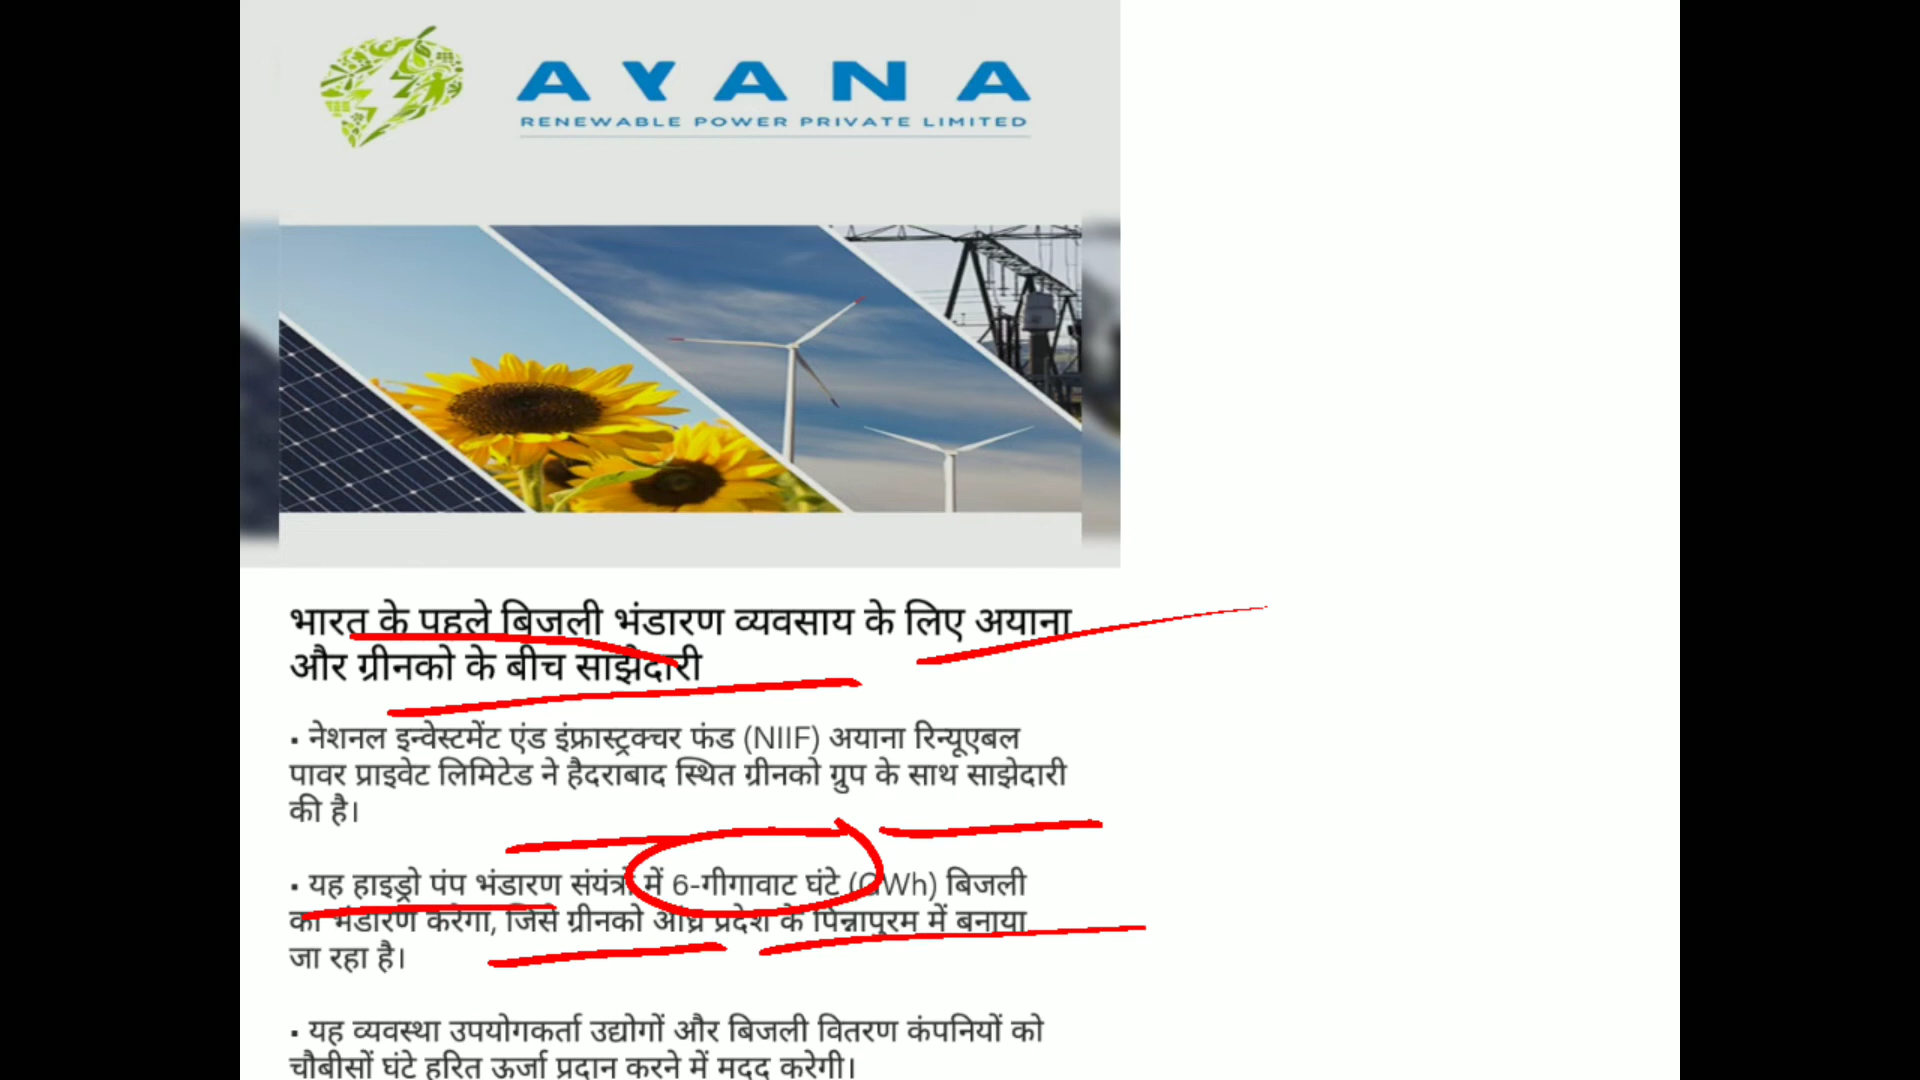 AYANA
RENEWABLE POWER PRIVATE LIMITED
भारत के पहले बिजली भंडारण व्यवसाय के लिए अयाना
और ग्रीनको के बीच साझेदारी
▪ नेशनल इन्वेस्टमेंट एंड इंफ्रास्ट्रक्चर फंड (NIIF) अयाना रिन्यूएबल
पावर प्राइवेट लिमिटेड ने हैदराबाद स्थित ग्रीनको ग्रुप के साथ साझेदारी
की है।
▪ यह हाइड्रो पंप भंडारण संयंत्रों में 6-गीगावाट घंटे (GWh) बिजली
का भंडारण करेगा, जिसे ग्रीनको आंध्र प्रदेश के पिन्नापुरम में बनाया
जा रहा है।
▪ यह व्यवस्था उपयोगकर्ता उद्योगों और बिजली वितरण कंपनियों को
चौबीसों घंटे हरित ऊर्जा प्रदान करने में मदद करेगी।